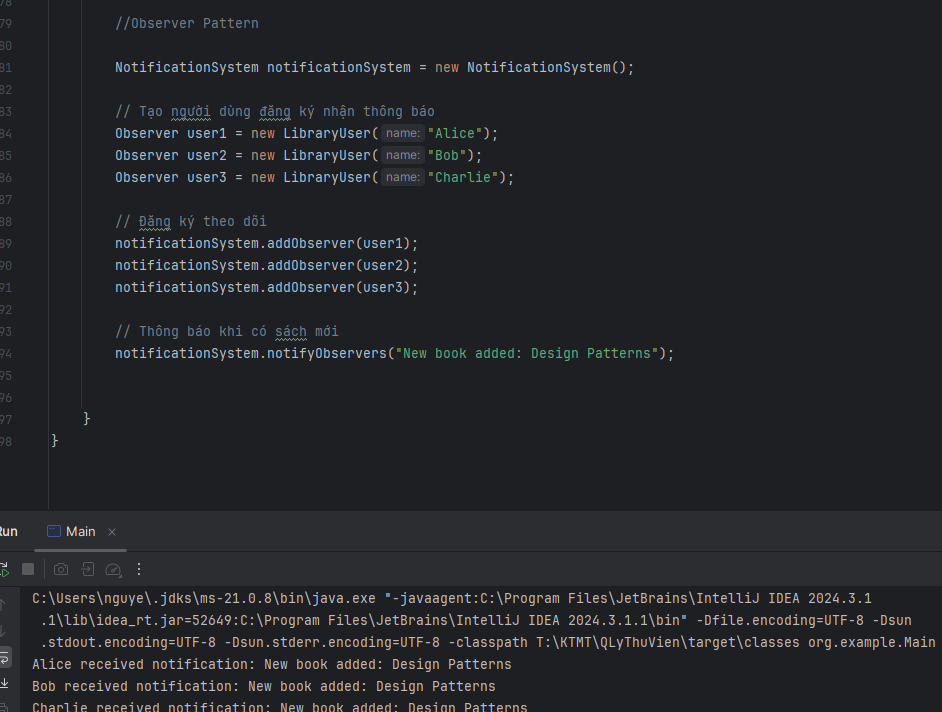 78
79 //Observer Pattern
80
81 NotificationSystem notificationSystem = new NotificationSystem();
82
83 // Tạo người dùng đăng ký nhận thông báo
84 Observer user1 = new LibraryUser( name: "Alice");
85 Observer user2 = new LibraryUser( name: "Bob");
86 Observer user3 = new LibraryUser( name: "Charlie");
87
88 // Đăng ký theo dõi
89 notificationSystem.addObserver(user1);
90 notificationSystem.addObserver(user2);
91 notificationSystem.addObserver(user3);
92
93 // Thông báo khi có sách mới
94 notificationSystem.notifyObservers("New book added: Design Patterns");
95
96
97 }
98 }
Run Main ×
C:\Users\nguye\.jdks\ms-21.0.8\bin\java.exe "-javaagent:C:\Program Files\JetBrains\IntelliJ IDEA 2024.3.1
.1\lib\idea_rt.jar=52649:C:\Program Files\JetBrains\IntelliJ IDEA 2024.3.1.1\bin" -Dfile.encoding=UTF-8 -Dsun
.stdout.encoding=UTF-8 -Dsun.stderr.encoding=UTF-8 -classpath T:\KTMT\QLyThuVien\target\classes org.example.Main
Alice received notification: New book added: Design Patterns
Bob received notification: New book added: Design Patterns
Charlie received notification: New book added: Design Patterns